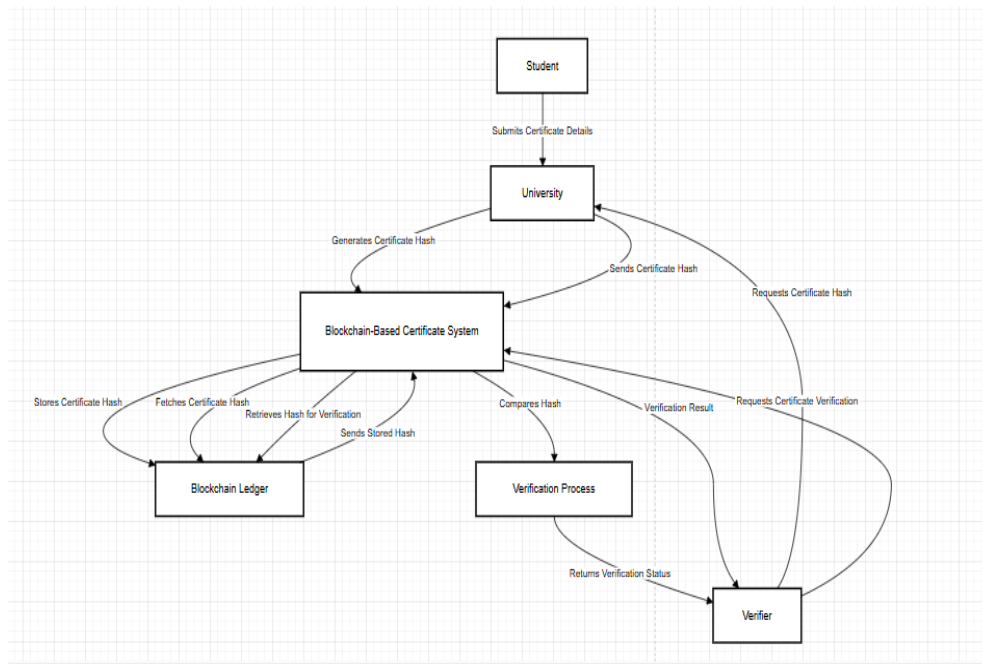 Student
Submits Certificate Details
University
Generates Certificate Hash
Sends Certificate Hash
Requests Certificate Hash
Blockchain-Based Certificate System
Stores Certificate Hash
Fetches Certificate Hash
Retrieves Hash for Verification
Sends Stored Hash
Compares Hash
Verification Result
Requests Certificate Verification
Blockchain Ledger
Verification Process
Returns Verification Status
Verifier